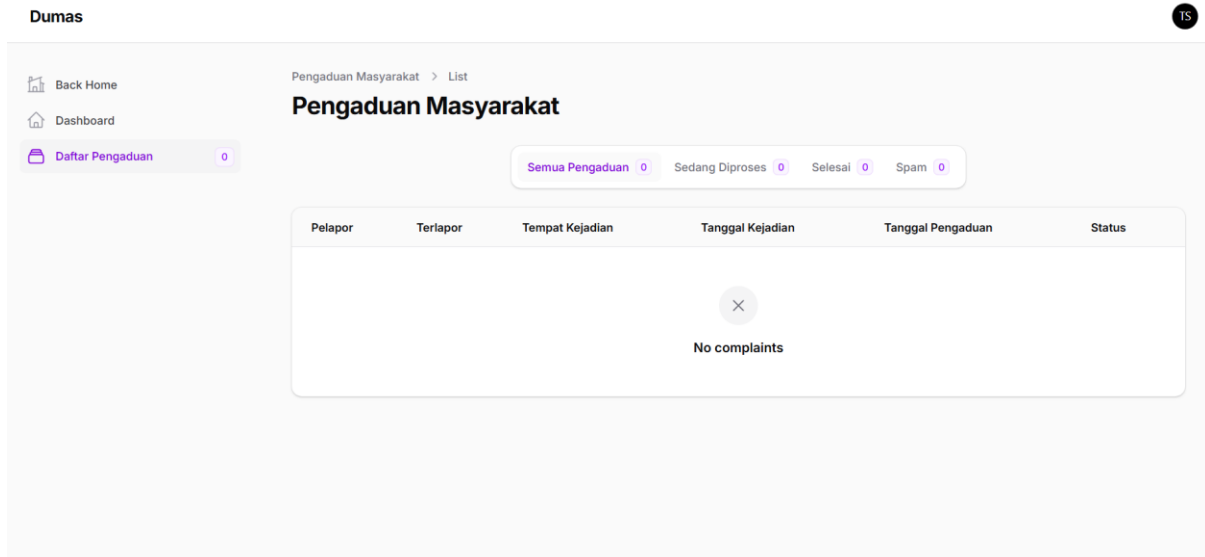 Dumas
TS
Back Home
Dashboard
Daftar Pengaduan 0
Pengaduan Masyarakat > List
Pengaduan Masyarakat
Semua Pengaduan 0 Sedang Diproses 0 Selesai 0 Spam 0
Pelapor Terlapor Tempat Kejadian Tanggal Kejadian Tanggal Pengaduan Status
No complaints